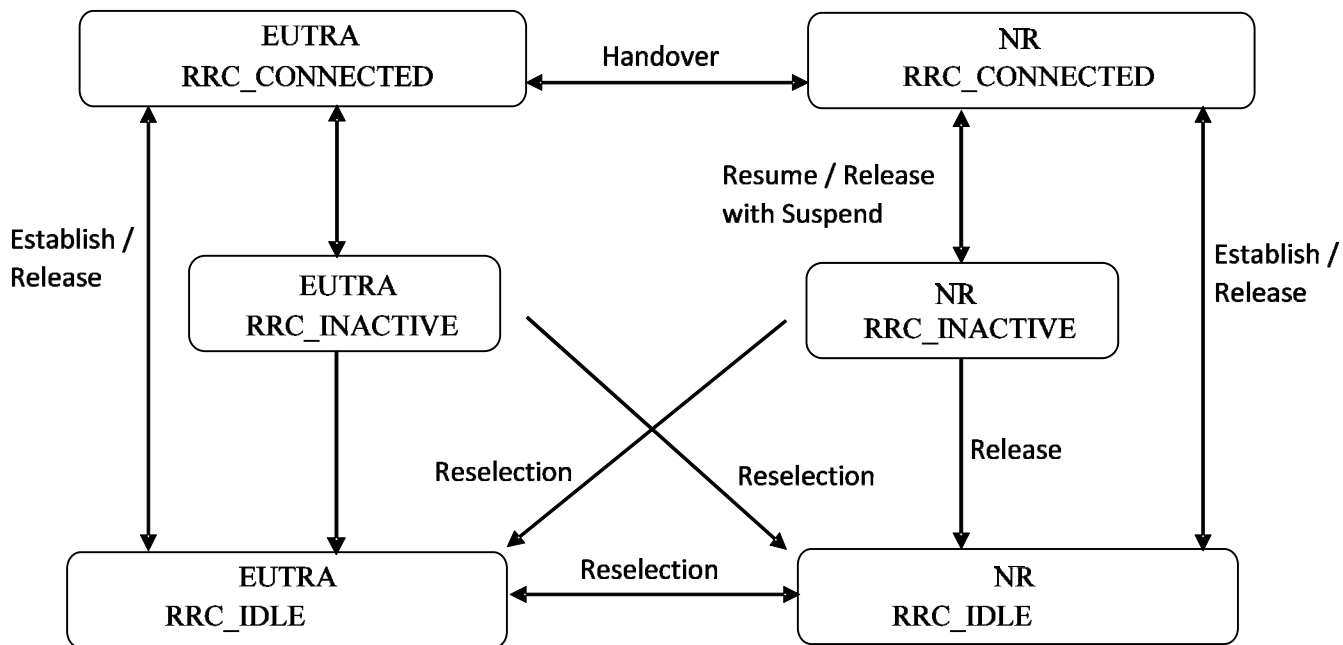 EUTRA
RRC_CONNECTED
Handover
NR
RRC_CONNECTED
Establish /
Release
Resume / Release
with Suspend
Establish /
Release
EUTRA
RRC_INACTIVE
NR
RRC_INACTIVE
Reselection
Reselection
Release
EUTRA
RRC_IDLE
Reselection
NR
RRC_IDLE